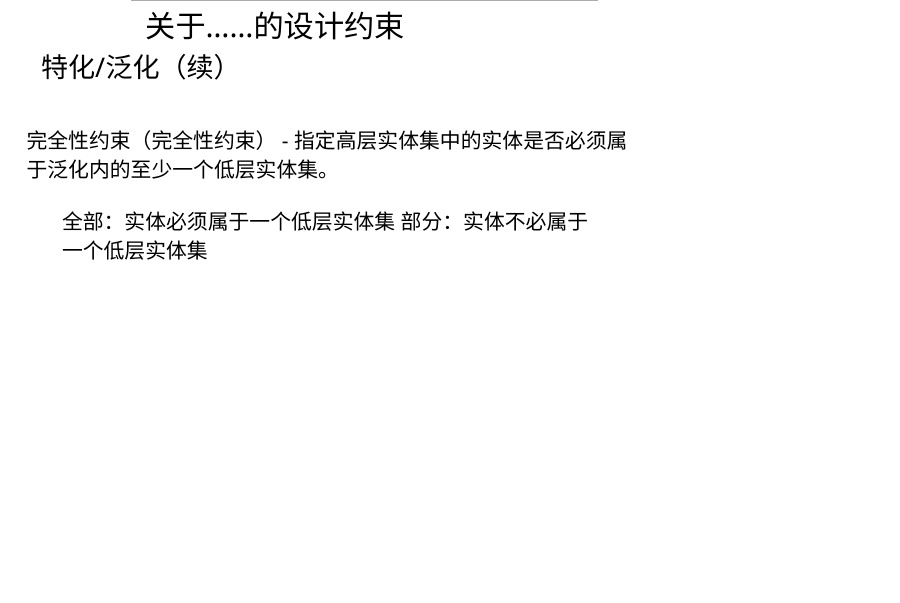 关于......的设计约束
特化/泛化（续）
完全性约束（完全性约束） - 指定高层实体集中的实体是否必须属
于泛化内的至少一个低层实体集。
全部：实体必须属于一个低层实体集 部分：实体不必属于
一个低层实体集